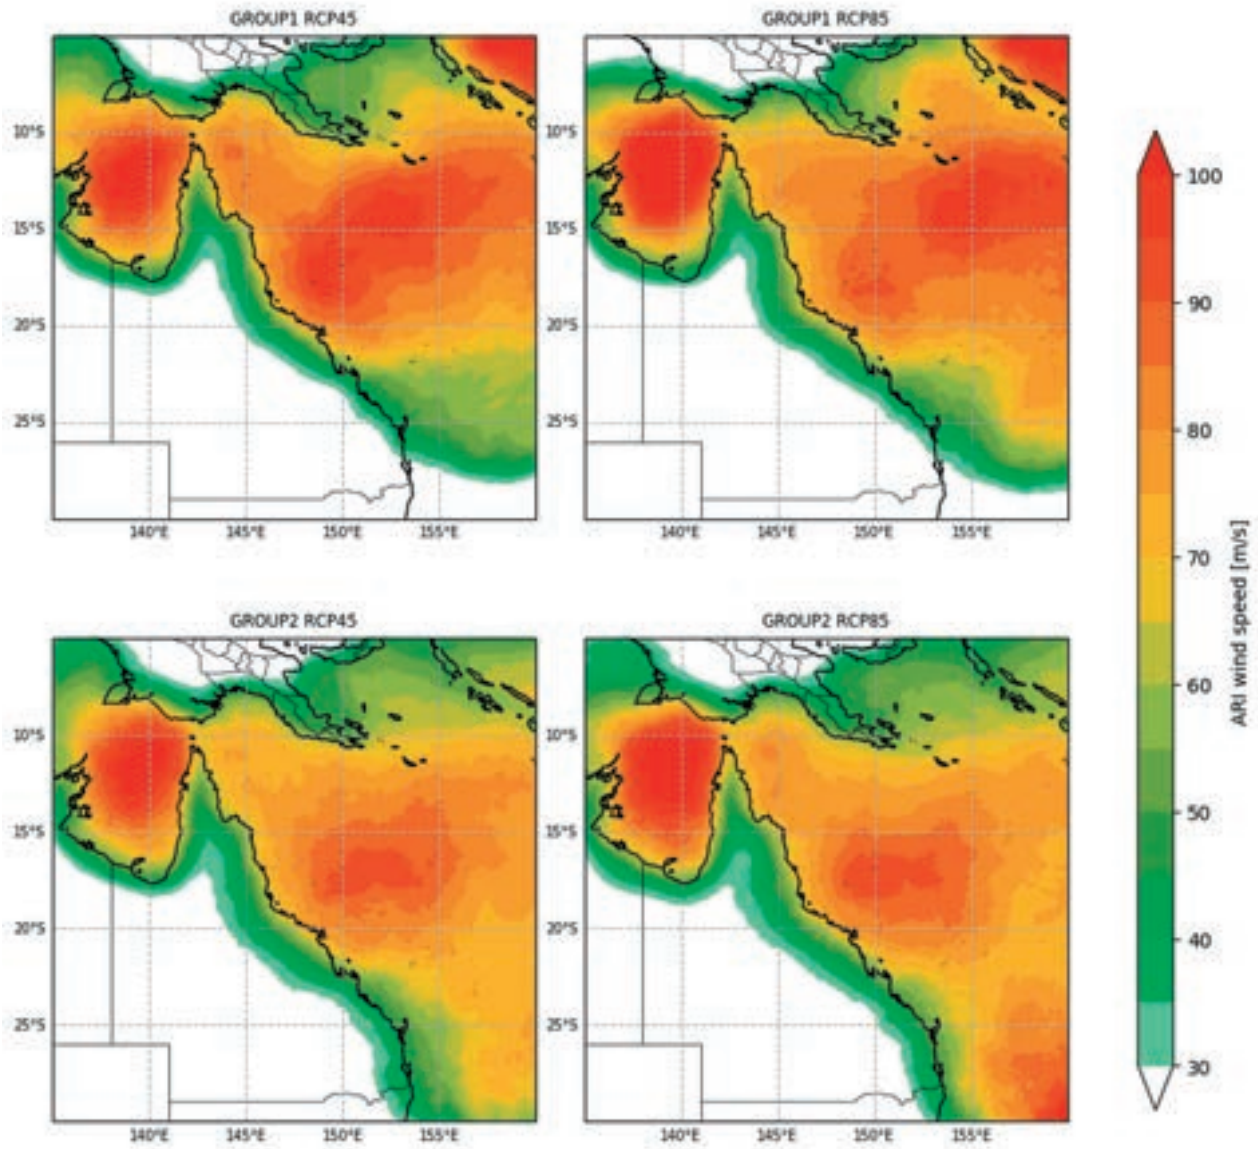 GROUP1 RCP45
GROUP1 RCP85
10°S
15°S
20°S
25°S
10°S
15°S
20°S
25°S
140°E 145°E 150°E 155°E
140°E 145°E 150°E 155°E
GROUP2 RCP45
GROUP2 RCP85
10°S
15°S
20°S
25°S
10°S
15°S
20°S
25°S
140°E 145°E 150°E 155°E
140°E 145°E 150°E 155°E
100
90
80
70
60
50
40
30
ARI wind speed [m/s]